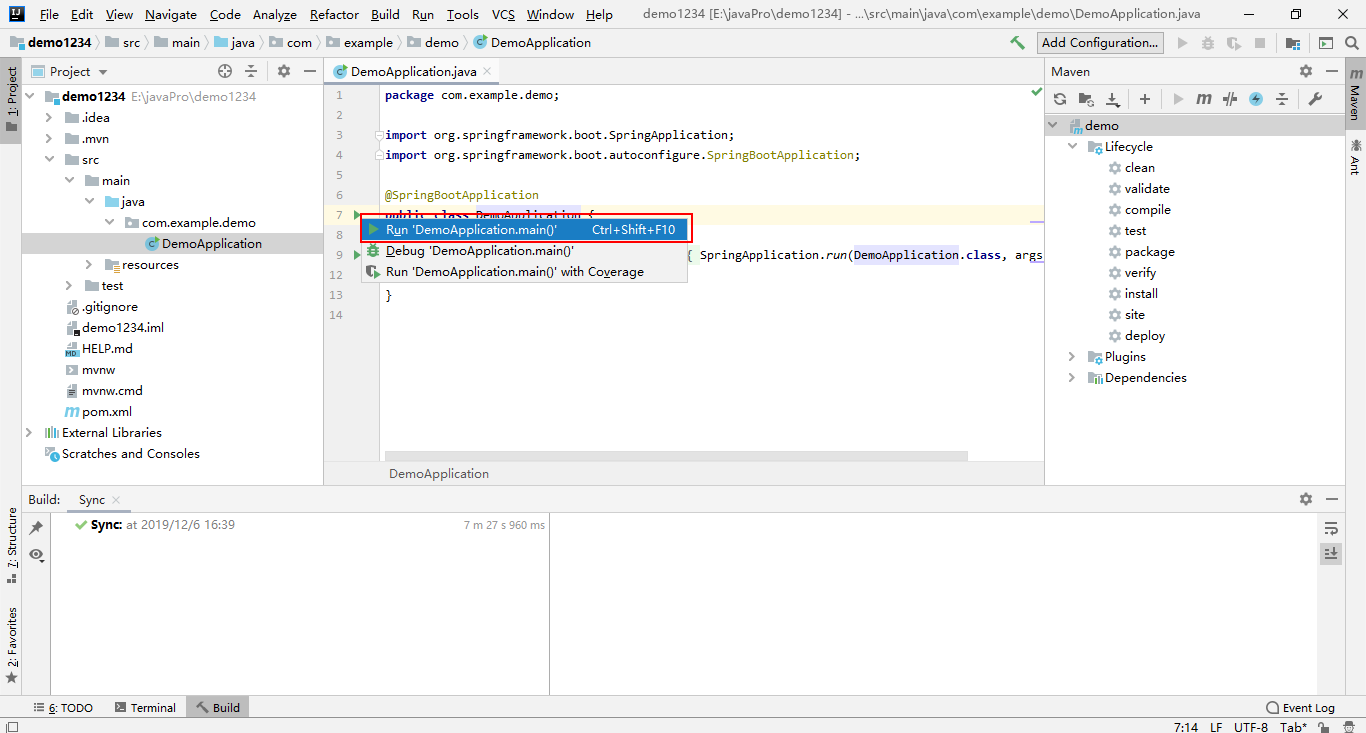 File Edit View Navigate Code Analyze Refactor Build Run Tools VCS Window Help demo1234 [E:\javaPro\demo1234] - ...\src\main\java\com\example\demo\DemoApplication.java
demo1234 src main java com example demo DemoApplication Add Configuration...
1: Project
Project
demo1234 E:\javaPro\demo1234
.idea
.mvn
src
main
java
com.example.demo
DemoApplication
resources
test
.gitignore
demo1234.iml
HELP.md
mvnw
mvnw.cmd
pom.xml
External Libraries
Scratches and Consoles
DemoApplication.java
1 package com.example.demo;
2
3 import org.springframework.boot.SpringApplication;
4 import org.springframework.boot.autoconfigure.SpringBootApplication;
5
6 @SpringBootApplication
7 public class DemoApplication {
Run 'DemoApplication.main()' Ctrl+Shift+F10
8
Debug 'DemoApplication.main()'
9 { SpringApplication.run(DemoApplication.class, args
Run 'DemoApplication.main()' with Coverage
12
13 }
14
DemoApplication
Maven
demo
Lifecycle
clean
validate
compile
test
package
verify
install
site
deploy
Plugins
Dependencies
Maven
Ant
Build: Sync
Sync: at 2019/12/6 16:39 7 m 27 s 960 ms
7: Structure
2: Favorites
6: TODO Terminal Build Event Log
7:14 LF UTF-8 Tab*